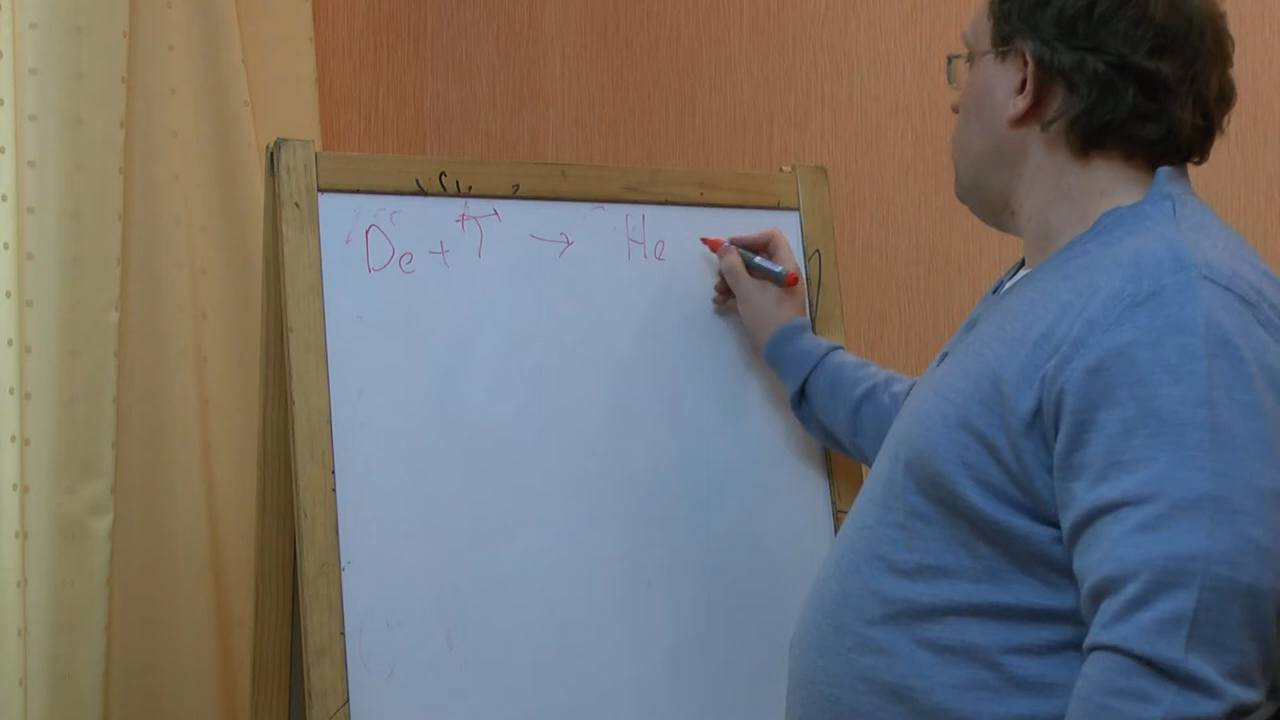 De + T → He